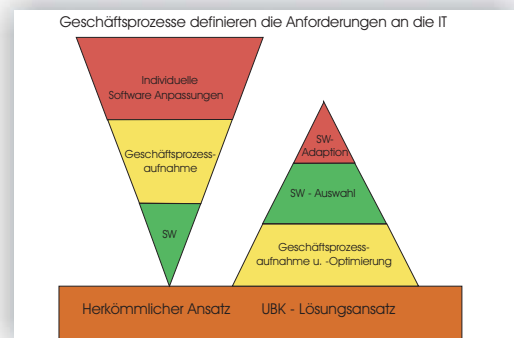 Geschäftsprozesse definieren die Anforderungen an die IT
Individuelle
Software Anpassungen
Geschäftsprozess-
aufnahme
SW
SW-
Adaption
SW - Auswahl
Geschäftsprozess-
aufnahme u. -Optimierung
Herkömmlicher Ansatz
UBK - Lösungsansatz